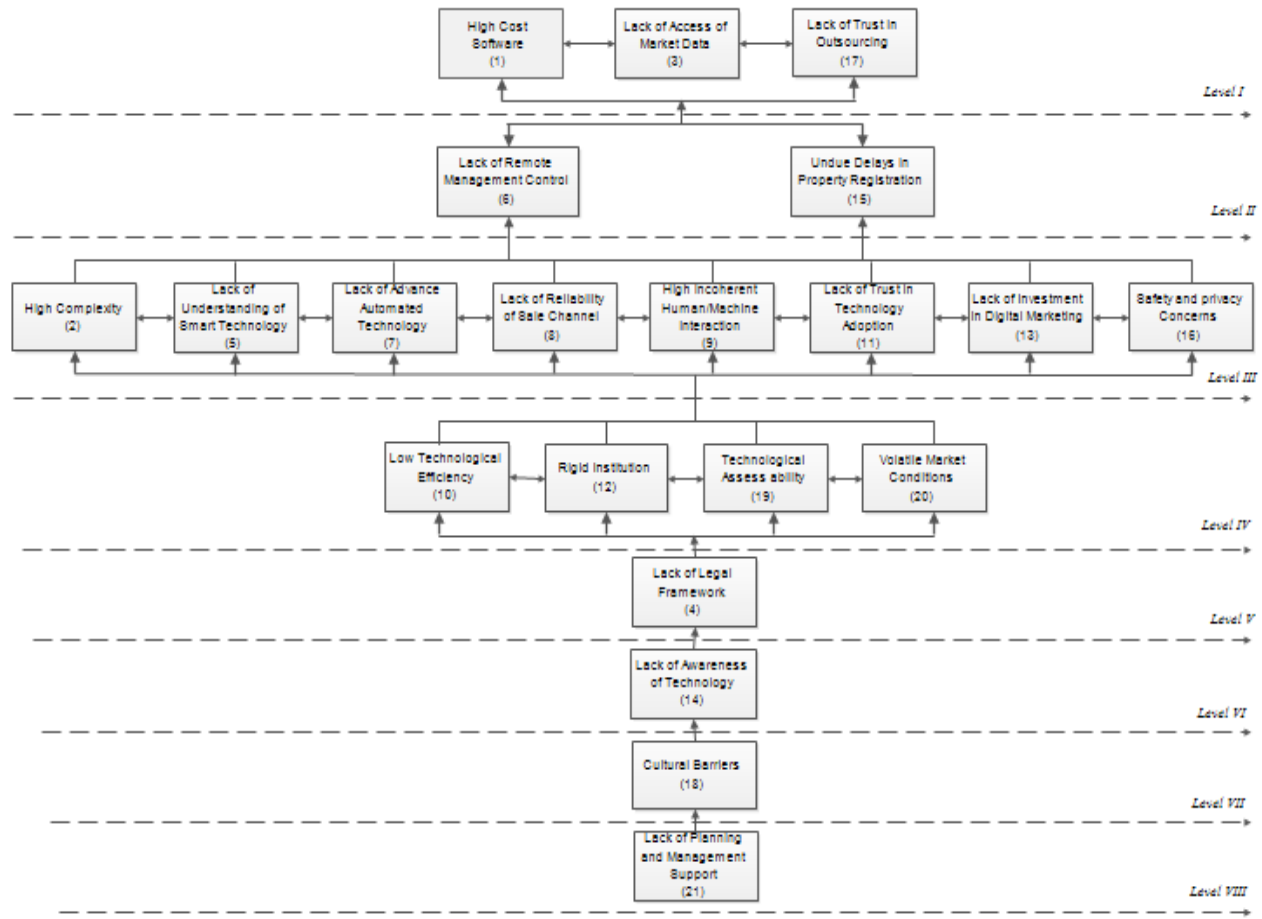 High Cost
Software
(1)
Lack of Access of
Market Data
(3)
Lack of Trust in
Outsourcing
(17)
Level I
Lack of Remote
Management Control
(6)
Undue Delays in
Property Registration
(15)
Level II
High Complexity
(2)
Lack of
Understanding of
Smart Technology
(5)
Lack of Advance
Automated
Technology
(7)
Lack of Reliability
of Sale Channel
(8)
High Incoherent
Human/Machine
Interaction
(9)
Lack of Trust in
Technology
Adoption
(11)
Lack of Investment
in Digital Marketing
(13)
Safety and privacy
Concerns
(16)
Level III
Low Technological
Efficiency
(10)
Rigid Institution
(12)
Technological
Assess ability
(19)
Volatile Market
Conditions
(20)
Level IV
Lack of Legal
Framework
(4)
Level V
Lack of Awareness
of Technology
(14)
Level VI
Cultural Barriers
(18)
Level VII
Lack of Planning
and Management
Support
(21)
Level VIII